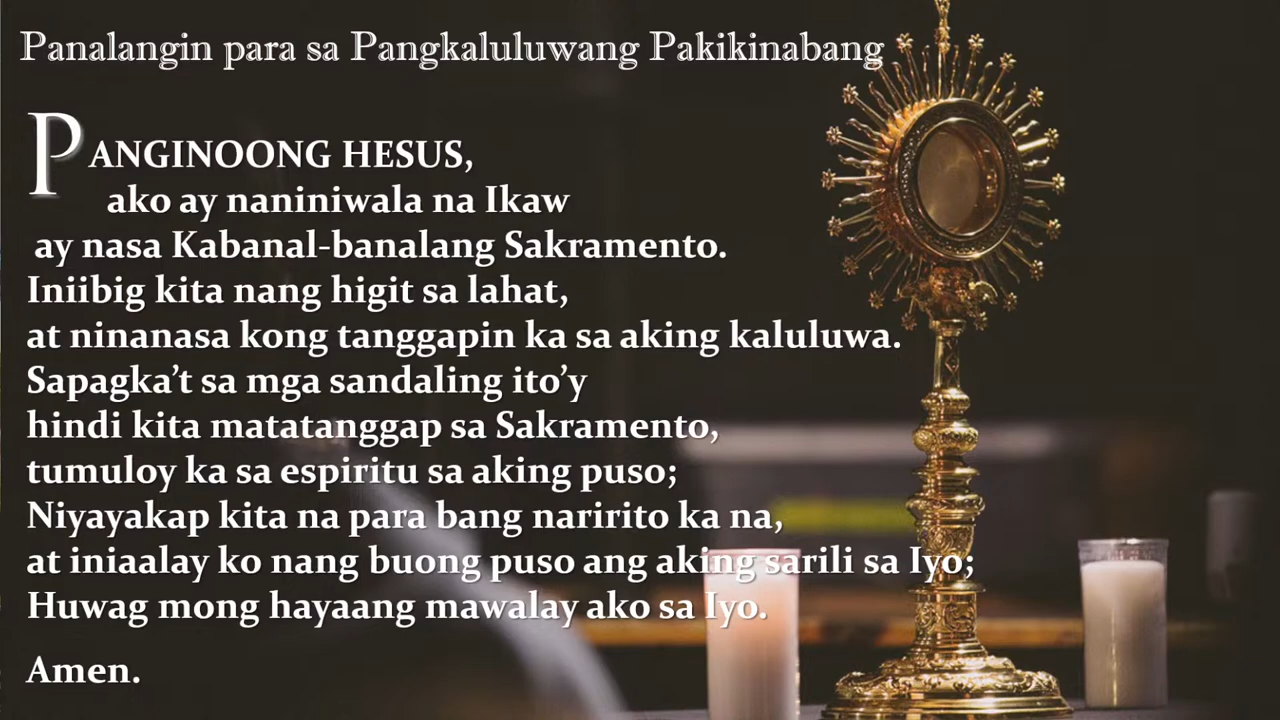 Panalangin para sa Pangkaluluwang Pakikinabang
PANGINOONG HESUS,
ako ay naniniwala na Ikaw
ay nasa Kabanal-banalang Sakramento.
Iniibig kita nang higit sa lahat,
at ninanasa kong tanggapin ka sa aking kaluluwa.
Sapagka’t sa mga sandaling ito’y
hindi kita matatanggap sa Sakramento,
tumuloy ka sa espiritu sa aking puso;
Niyayakap kita na para bang naririto ka na,
at iniaalay ko nang buong puso ang aking sarili sa Iyo;
Huwag mong hayaang mawalay ako sa Iyo.
Amen.